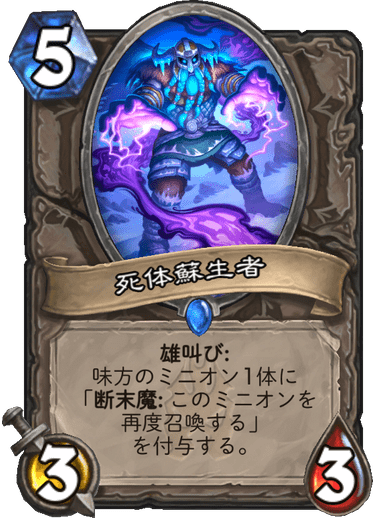 5
死体蘇生者
雄叫び:
味方のミニオン1体に
「断末魔: このミニオンを
再度召喚する」
を付与する。
3
3